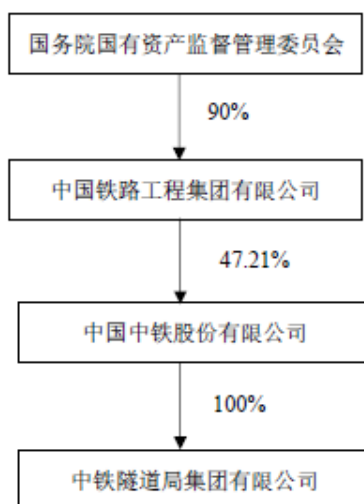 国务院国有资产监督管理委员会
90%
中国铁路工程集团有限公司
47.21%
中国中铁股份有限公司
100%
中铁隧道局集团有限公司